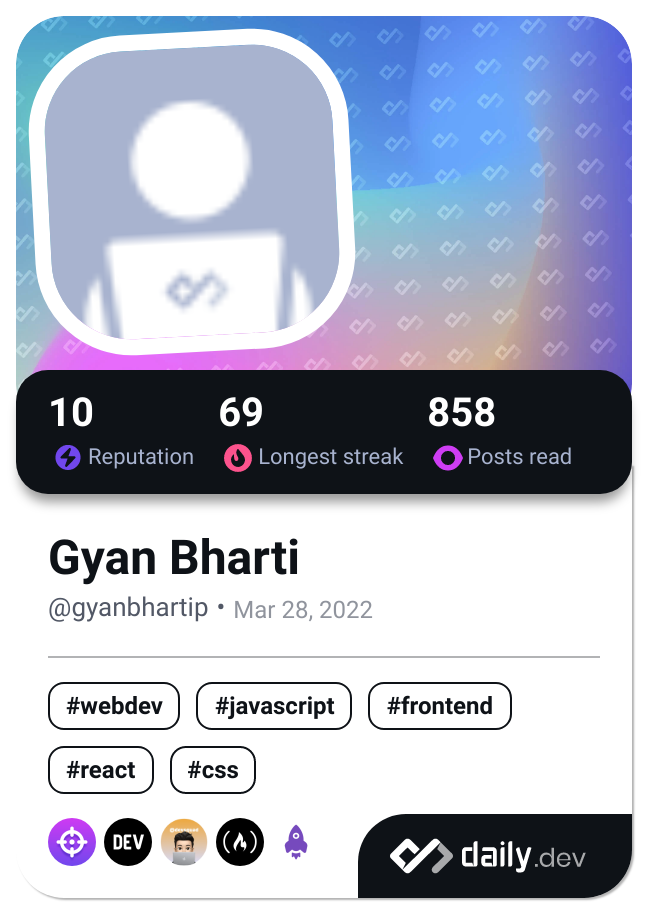 10 69 858
Reputation Longest streak Posts read
Gyan Bharti
@gyanbhartip • Mar 28, 2022
#webdev #javascript #frontend
#react #css
DEV
daily.dev